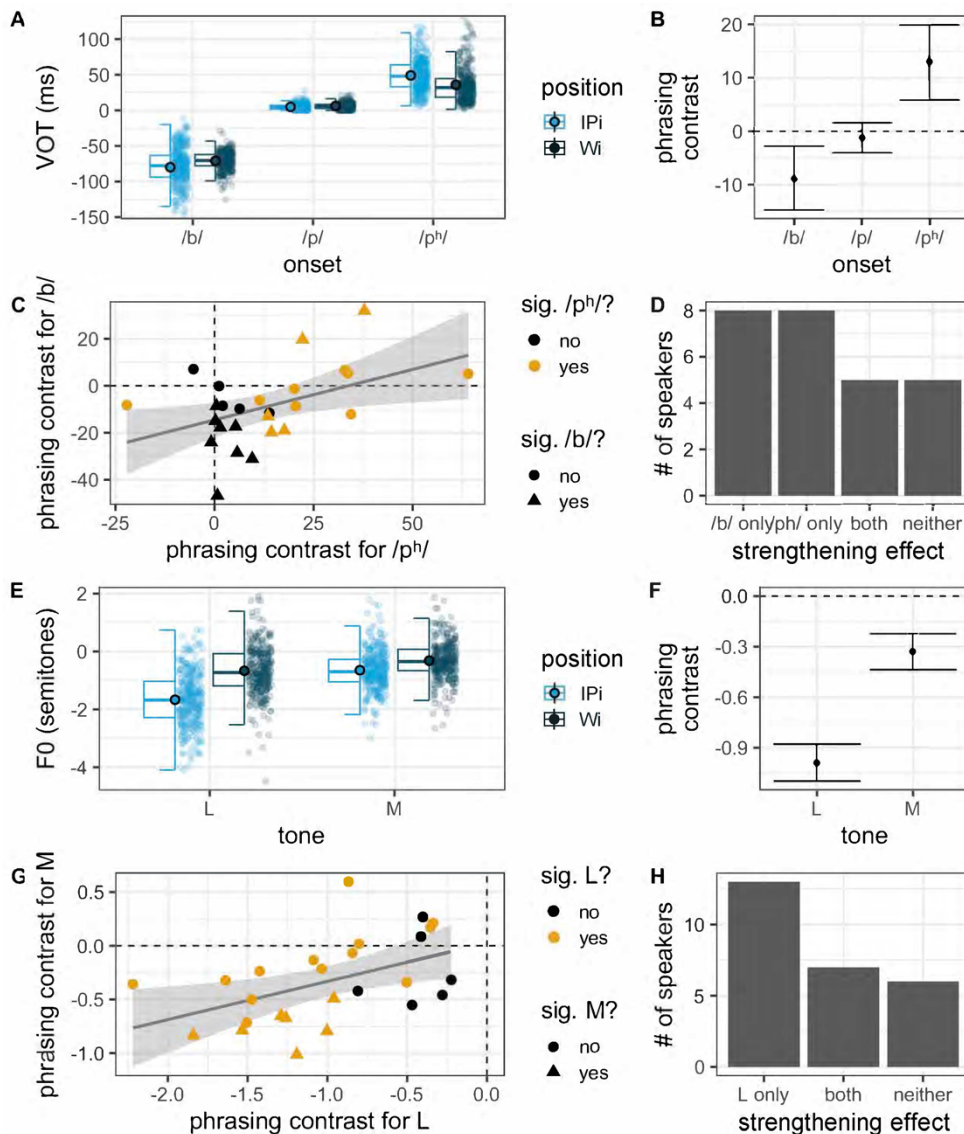 A
VOT (ms)
100
50
0
-50
-100
-150
/b/
/p/
/pʰ/
onset
position
IPi
Wi
B
phrasing
contrast
20
10
0
-10
/b/
/p/
/pʰ/
onset
C
phrasing contrast for /b/
20
0
-20
-40
-25
0
25
50
phrasing contrast for /pʰ/
sig. /pʰ/?
no
yes
sig. /b/?
no
yes
D
# of speakers
8
6
4
2
0
/b/ only
/ph/ only
both
neither
strengthening effect
E
F0 (semitones)
2
0
-2
-4
L
M
tone
position
IPi
Wi
F
phrasing
contrast
0.0
-0.3
-0.6
-0.9
L
M
tone
G
phrasing contrast for M
0.5
0.0
-0.5
-1.0
-2.0
-1.5
-1.0
-0.5
0.0
phrasing contrast for L
sig. L?
no
yes
sig. M?
no
yes
H
# of speakers
10
5
0
L only
both
neither
strengthening effect